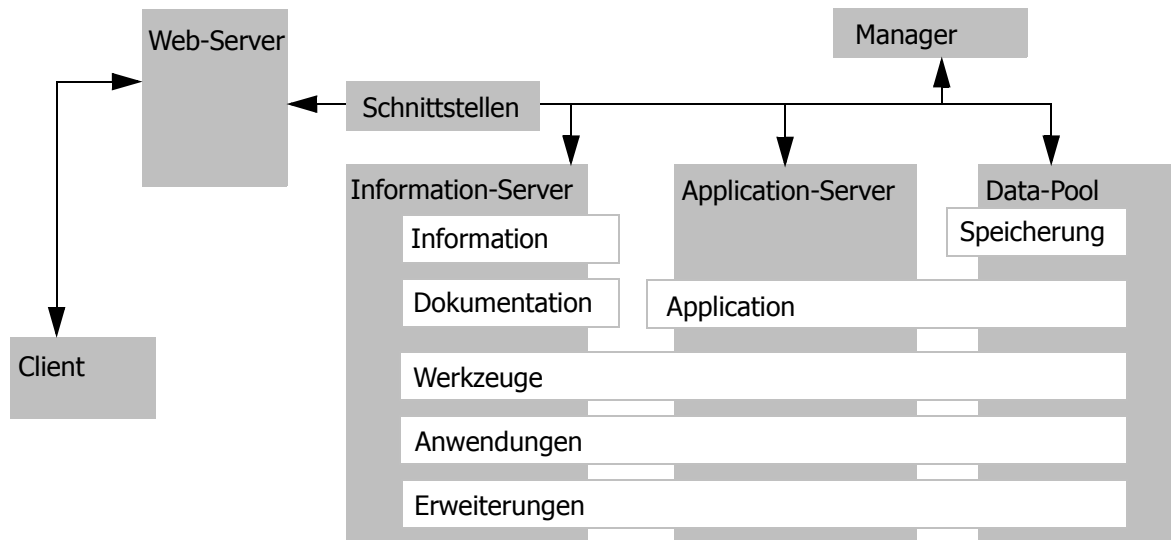 Web-Server
Manager
Schnittstellen
Information-Server
Application-Server
Data-Pool
Information
Speicherung
Dokumentation
Application
Client
Werkzeuge
Anwendungen
Erweiterungen